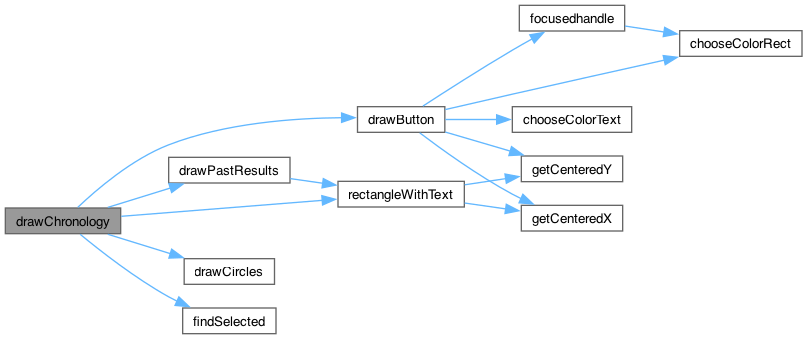 focusedhandle
chooseColorRect
drawButton
chooseColorText
drawPastResults
getCenteredY
rectangleWithText
drawChronology
getCenteredX
drawCircles
findSelected